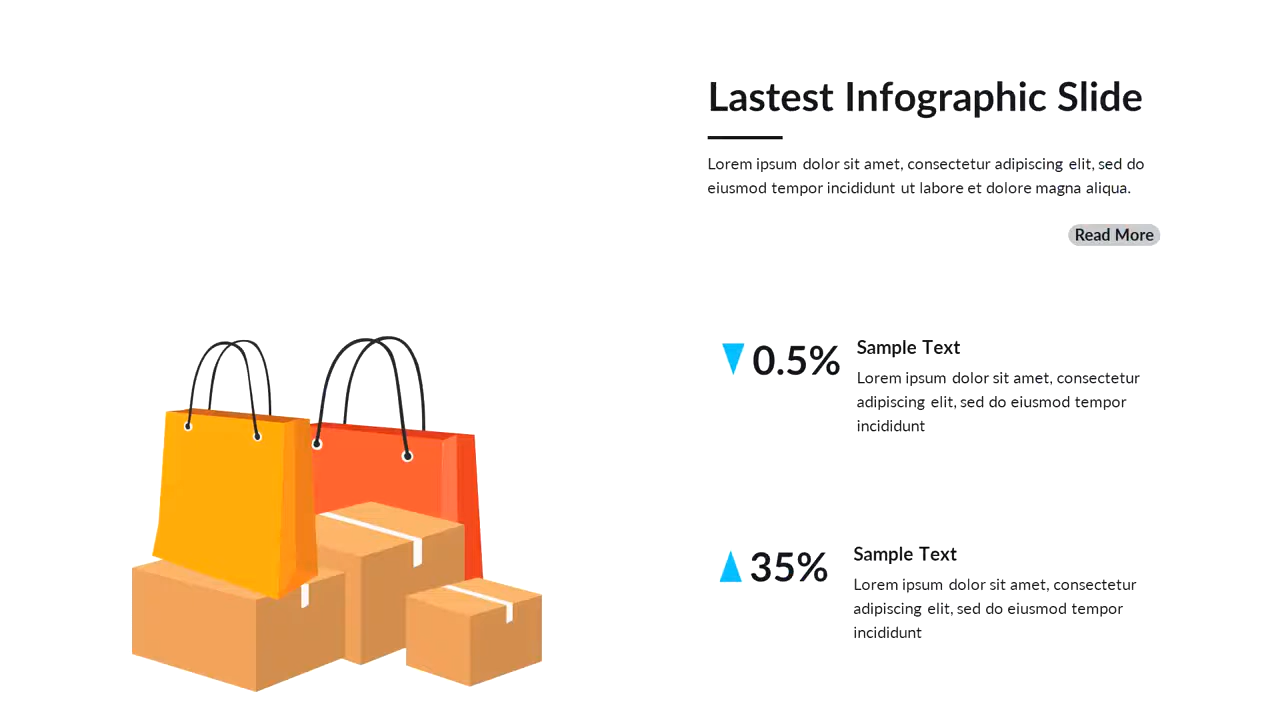 Lastest Infographic Slide
Lorem ipsum dolor sit amet, consectetur adipiscing elit, sed do
eiusmod tempor incididunt ut labore et dolore magna aliqua.
Read More
0.5%
Sample Text
Lorem ipsum dolor sit amet, consectetur
adipiscing elit, sed do eiusmod tempor
incididunt
35%
Sample Text
Lorem ipsum dolor sit amet, consectetur
adipiscing elit, sed do eiusmod tempor
incididunt